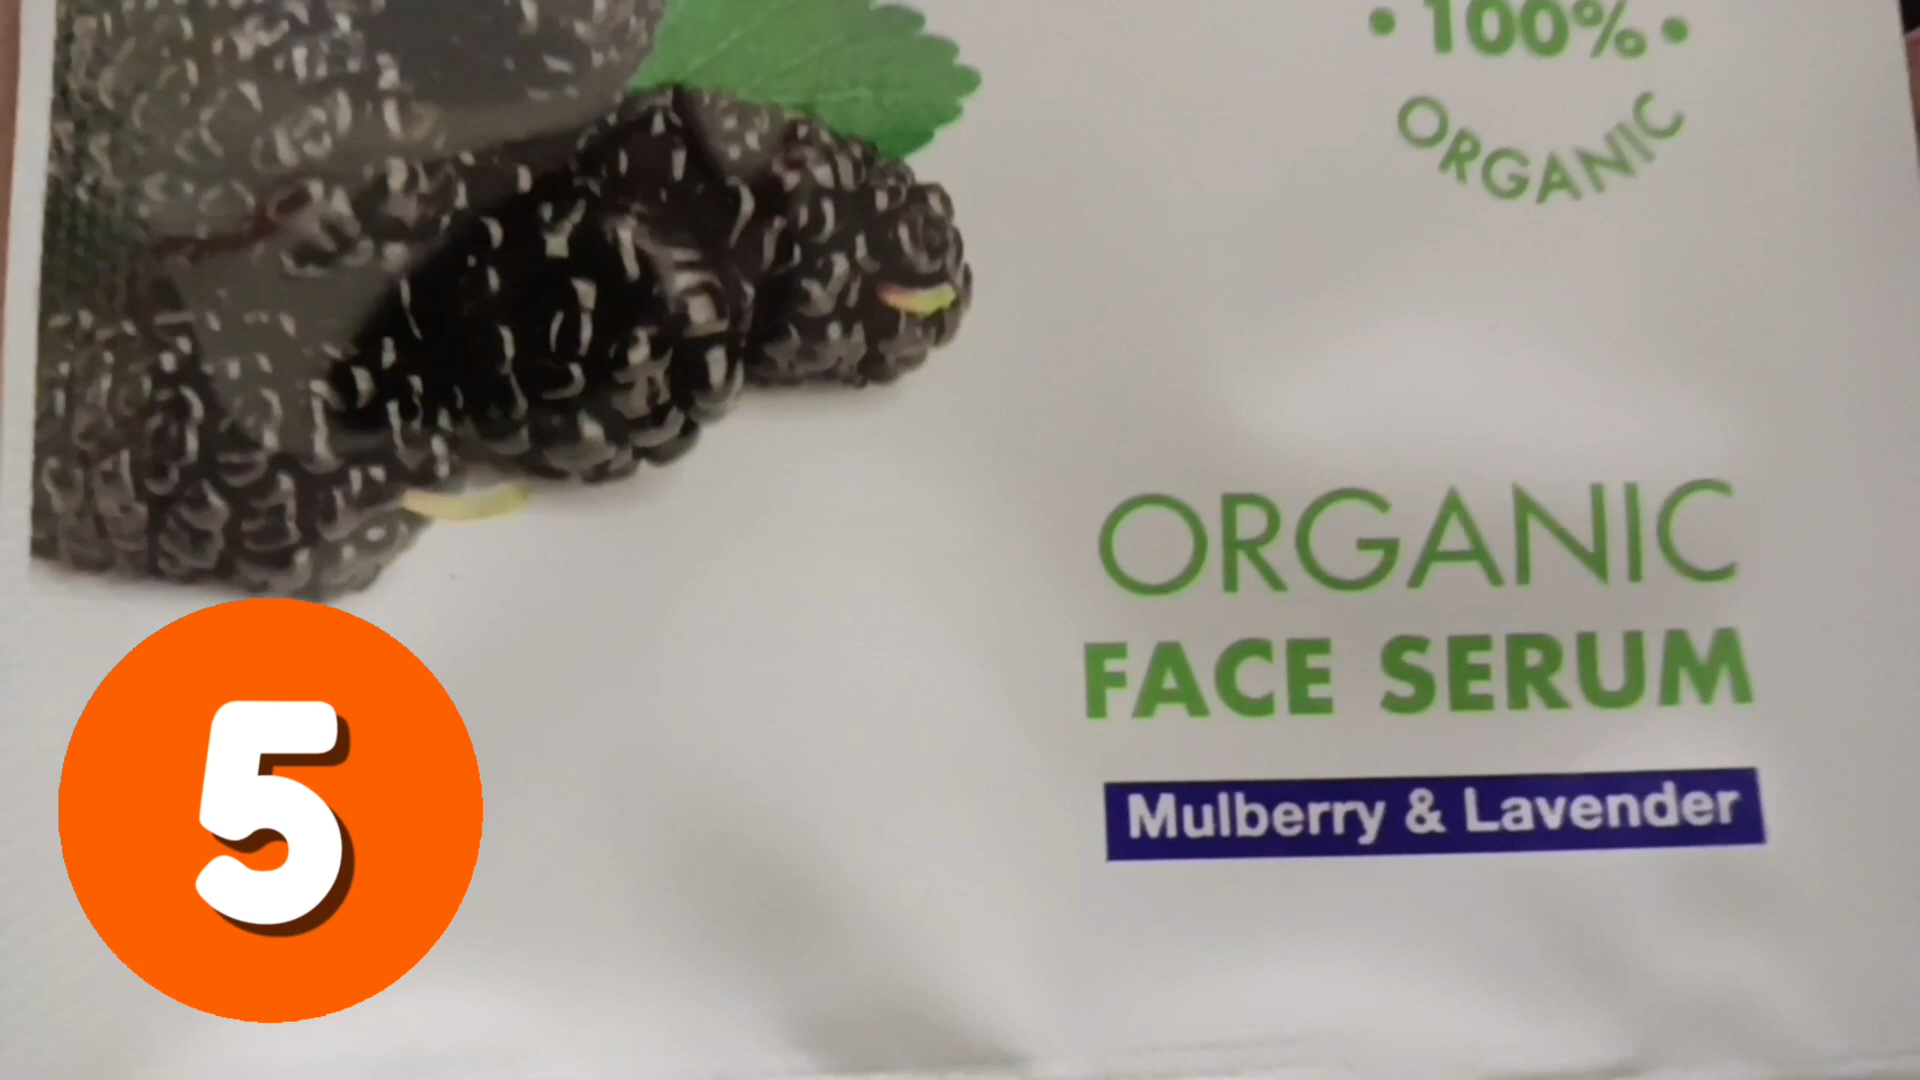 • 100% •
ORGANIC
ORGANIC
FACE SERUM
Mulberry & Lavender
5